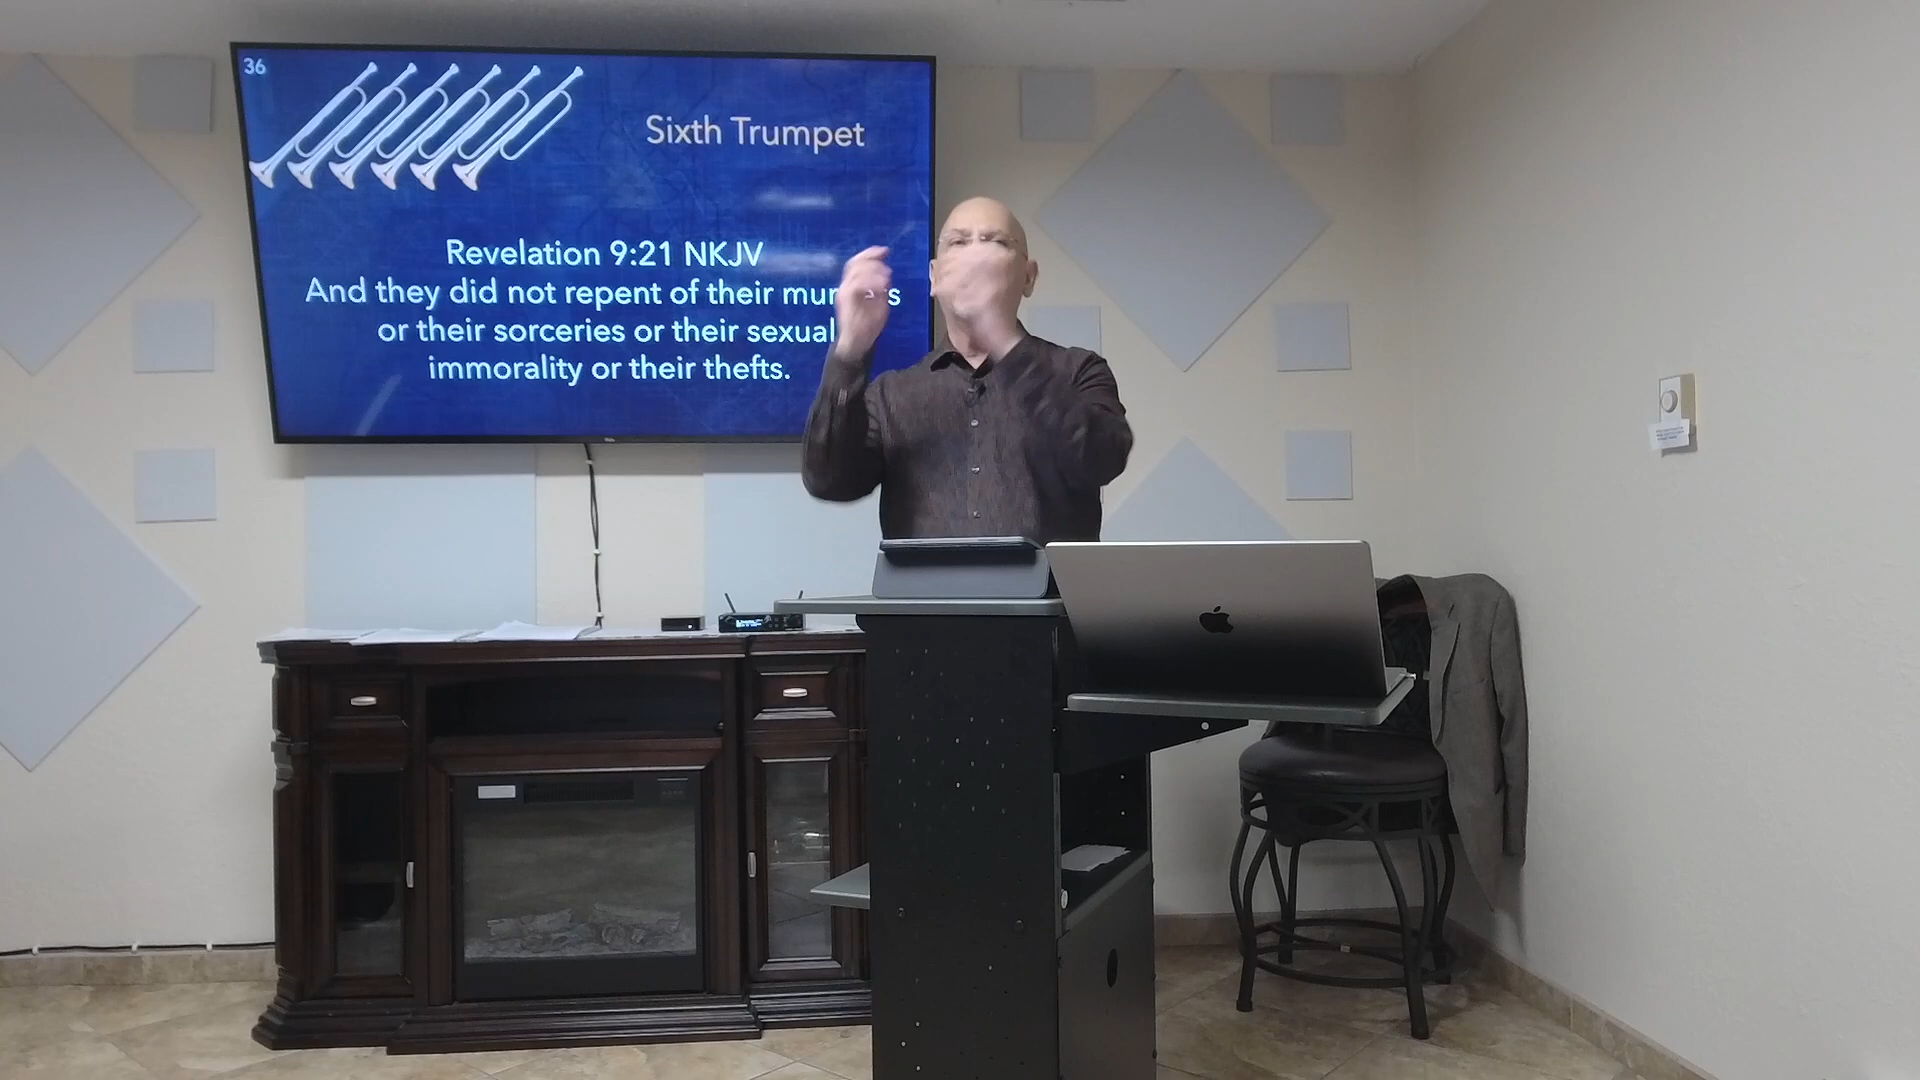 36
Sixth Trumpet
Revelation 9:21 NKJV
And they did not repent of their
or their sorceries or their sexual
immorality or their thefts.